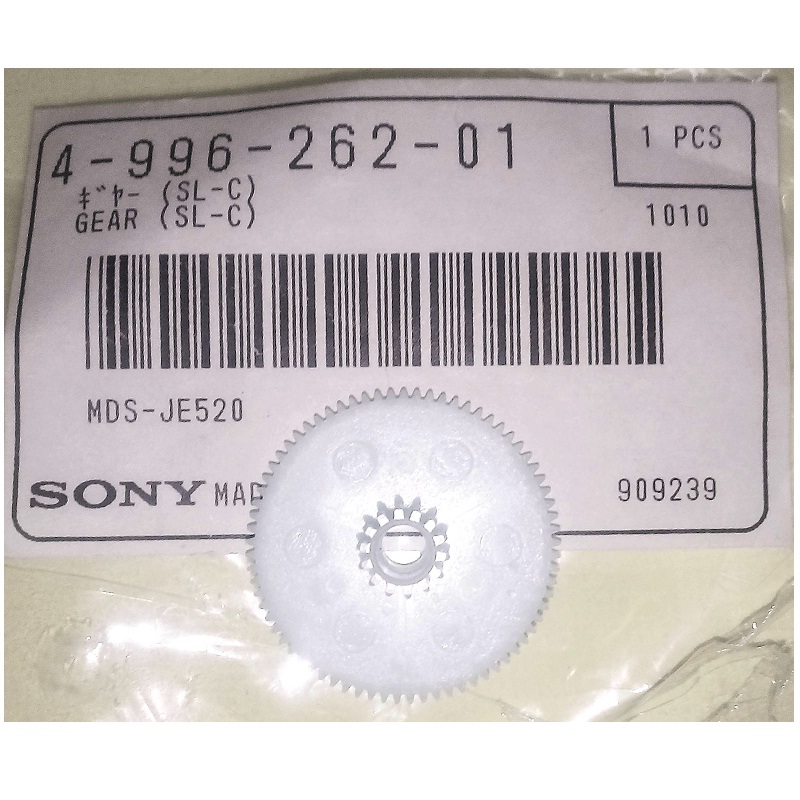 4-996-262-01
1 PCS
ｷﾞﾔｰ (SL-C)
GEAR (SL-C)
1010
MDS-JE520
SONY
909239